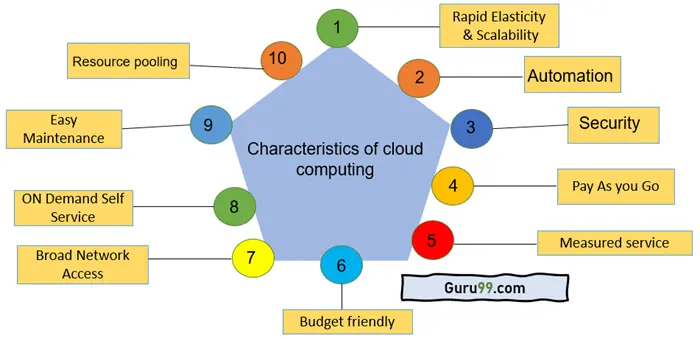 1
Rapid Elasticity
& Scalability
2
Automation
3
Security
4
Pay As you Go
5
Measured service
6
Budget friendly
7
Broad Network
Access
8
ON Demand Self
Service
9
Easy
Maintenance
10
Resource pooling
Characteristics of cloud
computing
Guru99.com